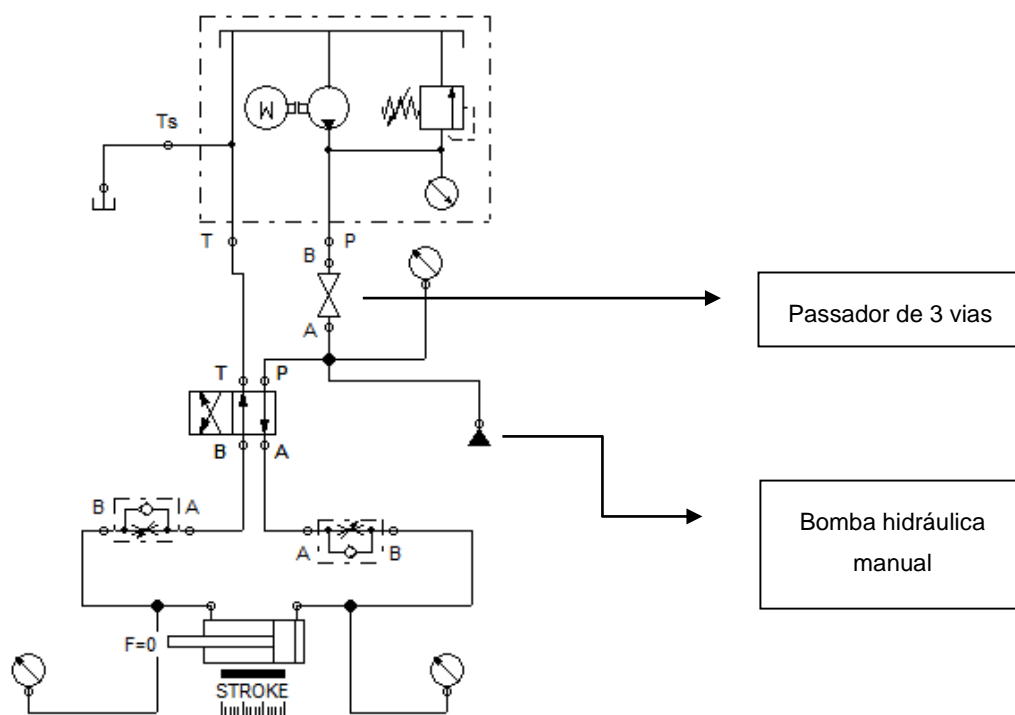 W
Ts
T
P
B
A
Passador de 3 vias
T
P
B
A
Bomba hidráulica
manual
B
A
A
B
F=0
STROKE